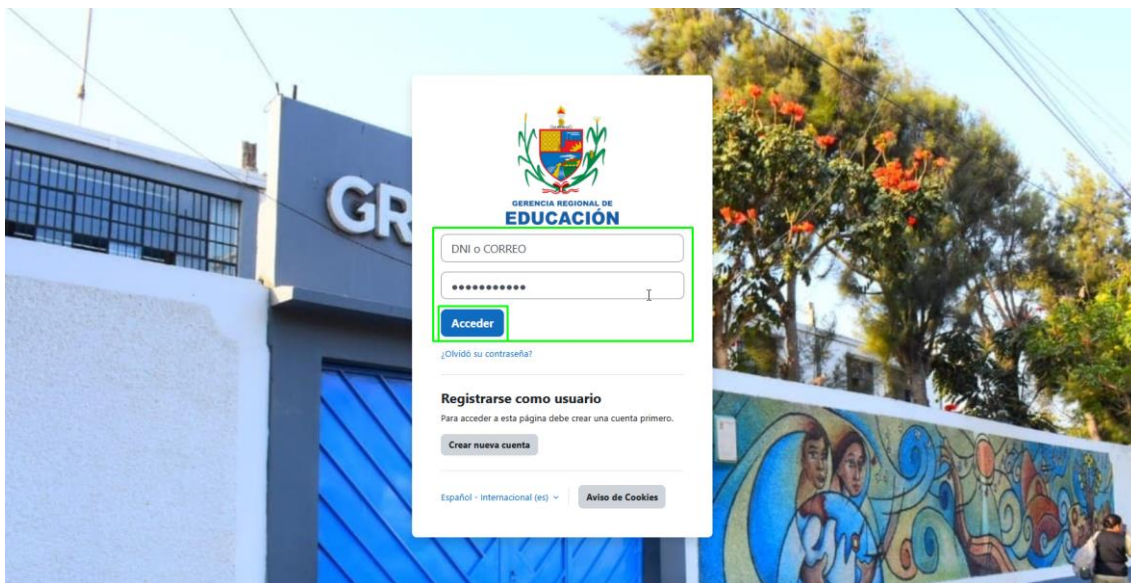 GR
GERENCIA REGIONAL DE
EDUCACIÓN
DNI o CORREO
•••••••••••
Acceder
¿Olvidó su contraseña?
Registrarse como usuario
Para acceder a esta página debe crear una cuenta primero.
Crear nueva cuenta
Español - Internacional (es)
Aviso de Cookies